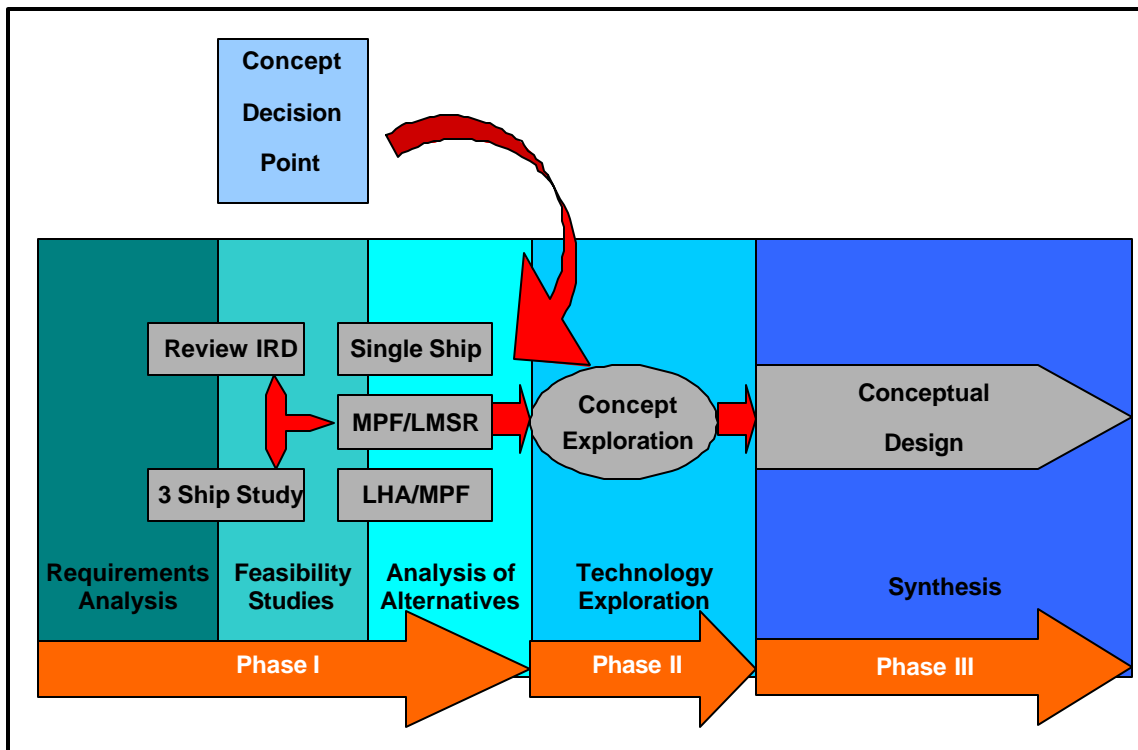 Concept
Decision
Point
Review IRD
Single Ship
MPF/LMSR
3 Ship Study
LHA/MPF
Concept
Exploration
Conceptual
Design
Requirements
Analysis
Feasibility
Studies
Analysis of
Alternatives
Technology
Exploration
Synthesis
Phase I
Phase II
Phase III